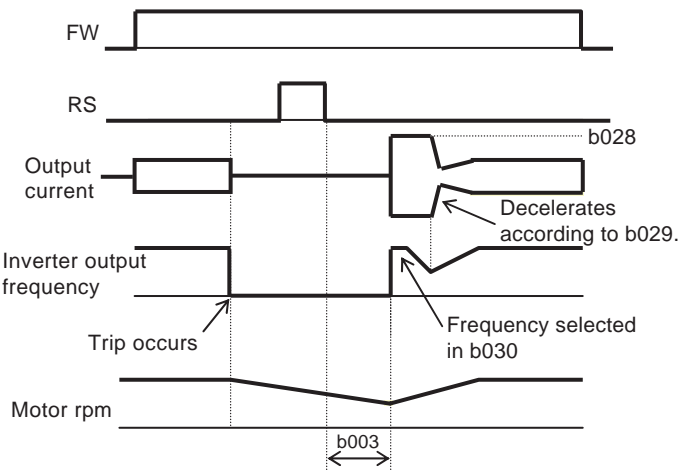 FW
RS
b028
Output
current
Decelerates
according to b029.
Inverter output
frequency
Frequency selected
in b030
Trip occurs
Motor rpm
b003